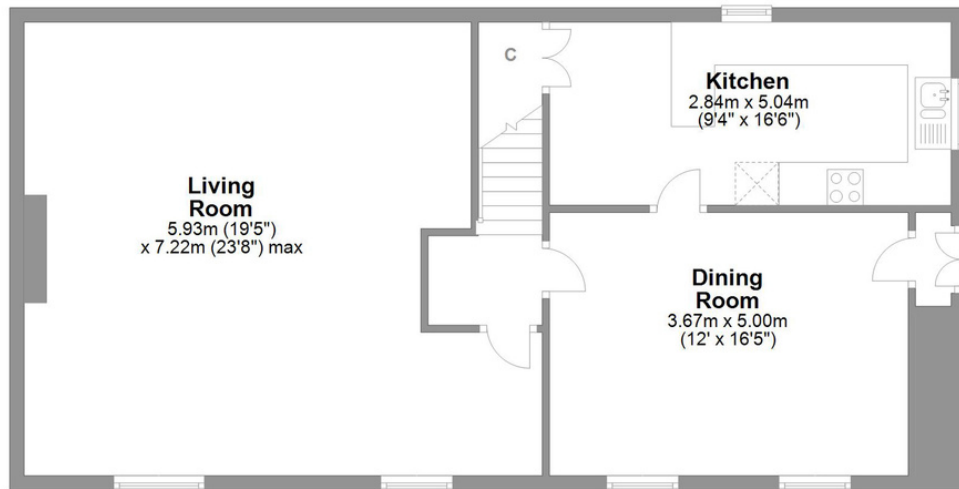 C
Kitchen
2.84m x 5.04m
(9'4" x 16'6")
Living
Room
5.93m (19'5")
x 7.22m (23'8") max
Dining
Room
3.67m x 5.00m
(12' x 16'5")